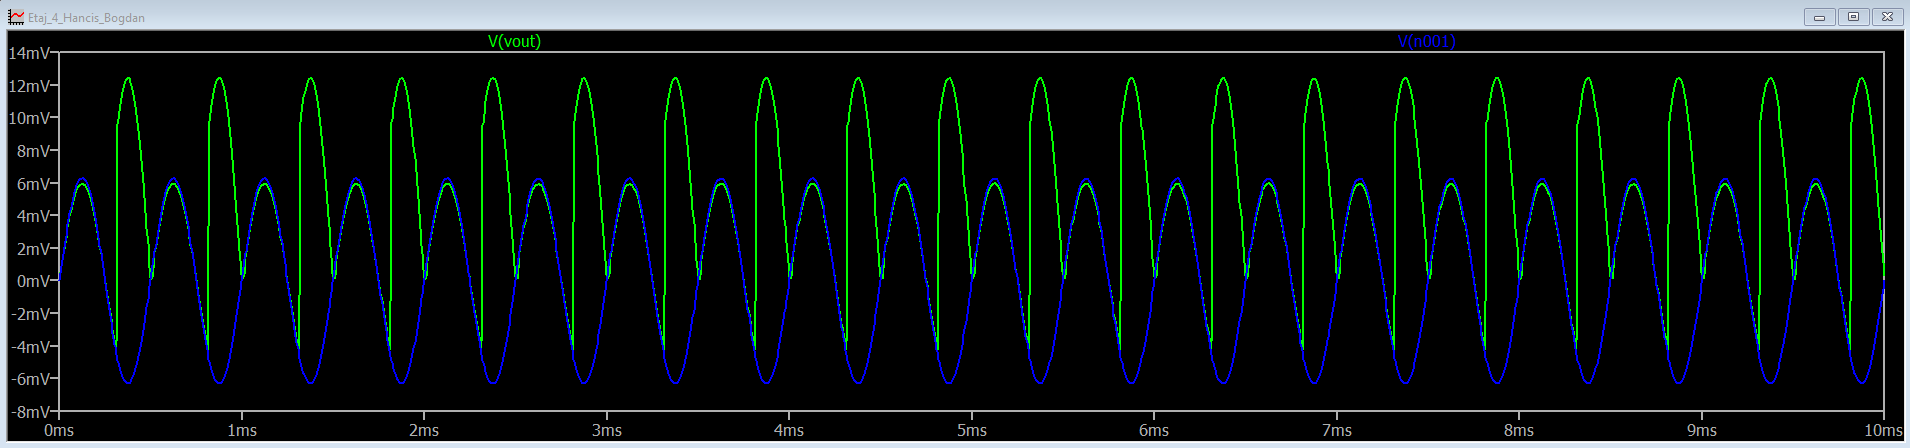 Etaj_4_Hancis_Bogdan
V(vout) V(n001)
14mV
12mV
10mV
8mV
6mV
4mV
2mV
0mV
-2mV
-4mV
-6mV
-8mV
0ms 1ms 2ms 3ms 4ms 5ms 6ms 7ms 8ms 9ms 10ms